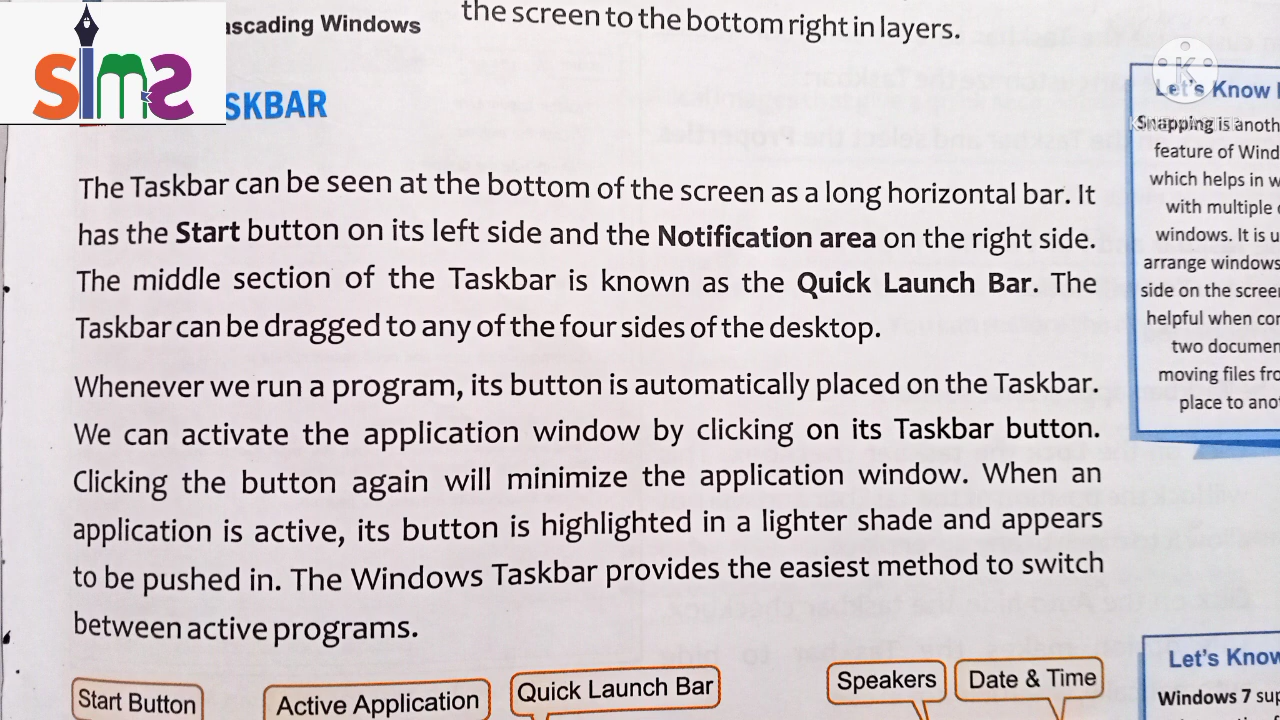 the screen to the bottom right in layers.
ascading Windows
sims
SKBAR
The Taskbar can be seen at the bottom of the screen as a long horizontal bar. It
has the Start button on its left side and the Notification area on the right side.
The middle section of the Taskbar is known as the Quick Launch Bar. The
Taskbar can be dragged to any of the four sides of the desktop.
Whenever we run a program, its button is automatically placed on the Taskbar.
We can activate the application window by clicking on its Taskbar button.
Clicking the button again will minimize the application window. When an
application is active, its button is highlighted in a lighter shade and appears
to be pushed in. The Windows Taskbar provides the easiest method to switch
between active programs.
Start Button
Active Application
Quick Launch Bar
Speakers
Date & Time
K
Let's Know
Snapping is anoth
feature of Wind
which helps in w
with multiple
windows. It is u
arrange windows
side on the scree
helpful when co
two documen
moving files fro
place to ano
Let's Know
Windows 7 sup